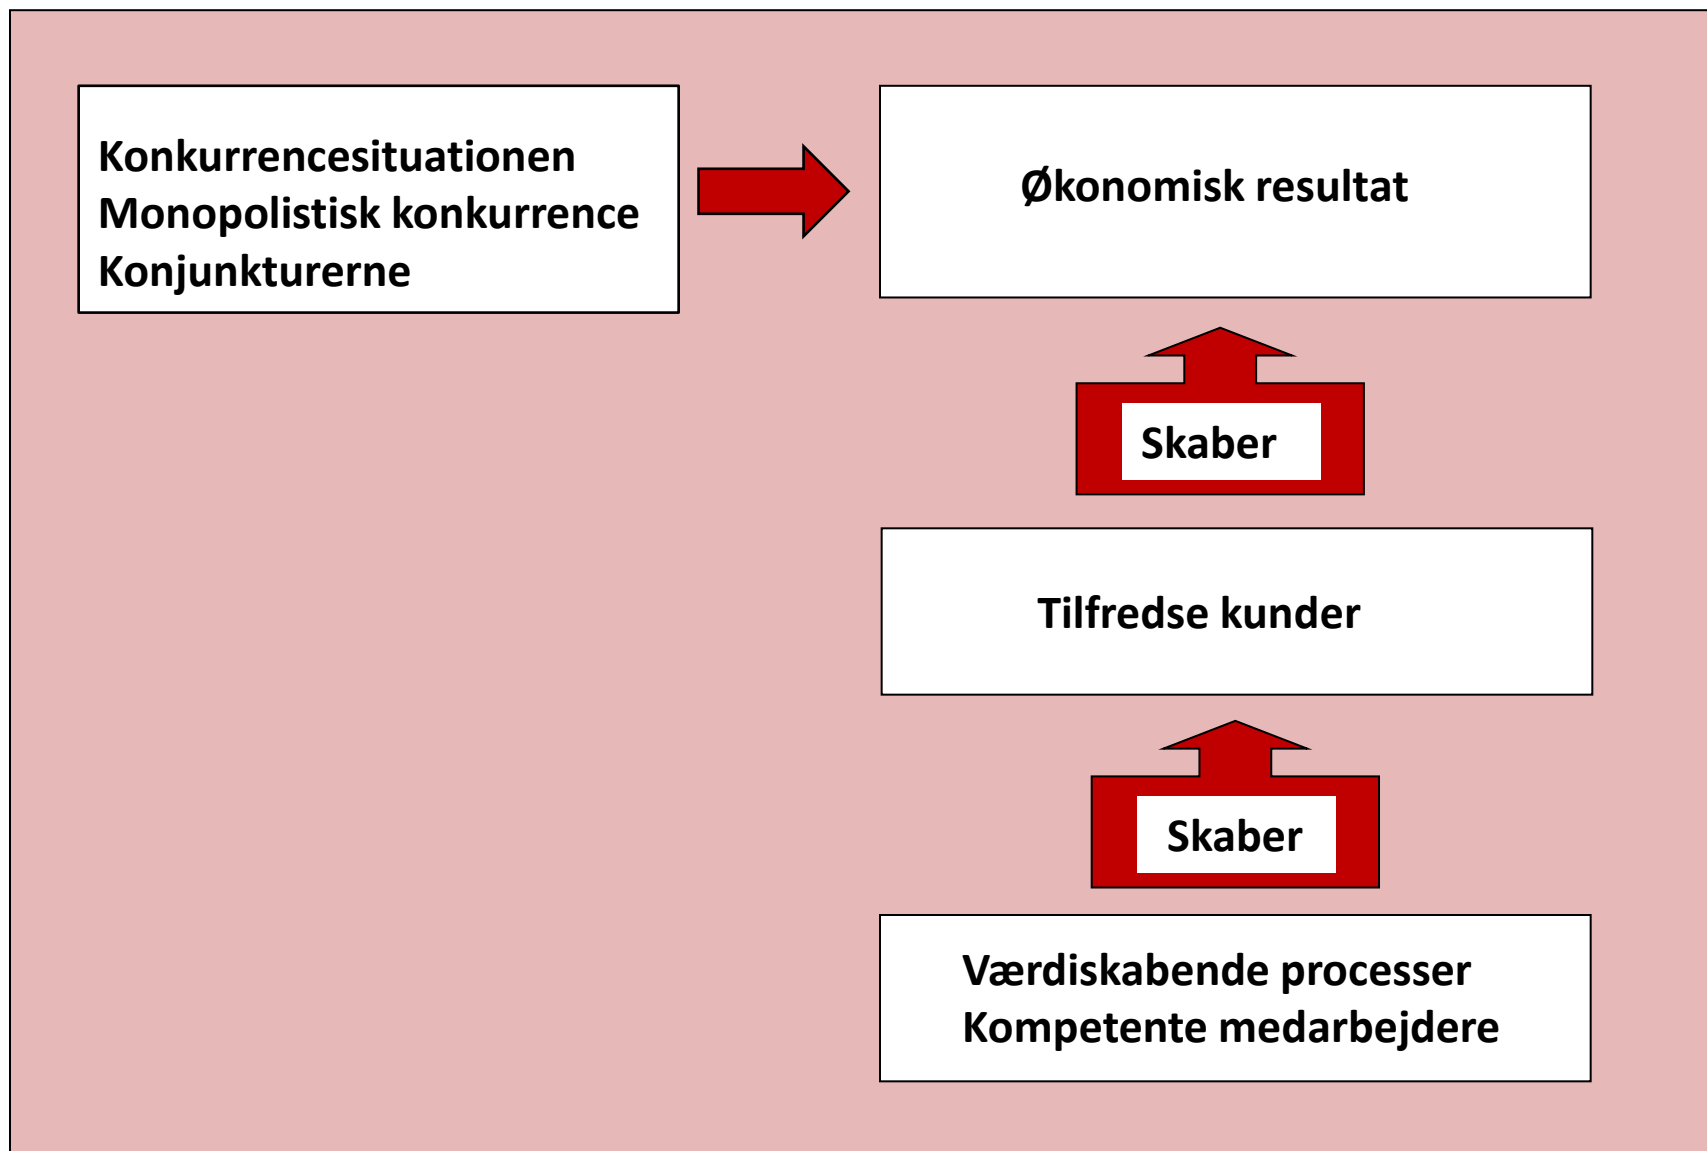 Konkurrencesituationen
Monopolistisk konkurrence
Konjunkturerne
Økonomisk resultat
Skaber
Tilfredse kunder
Skaber
Værdiskabende processer
Kompetente medarbejdere